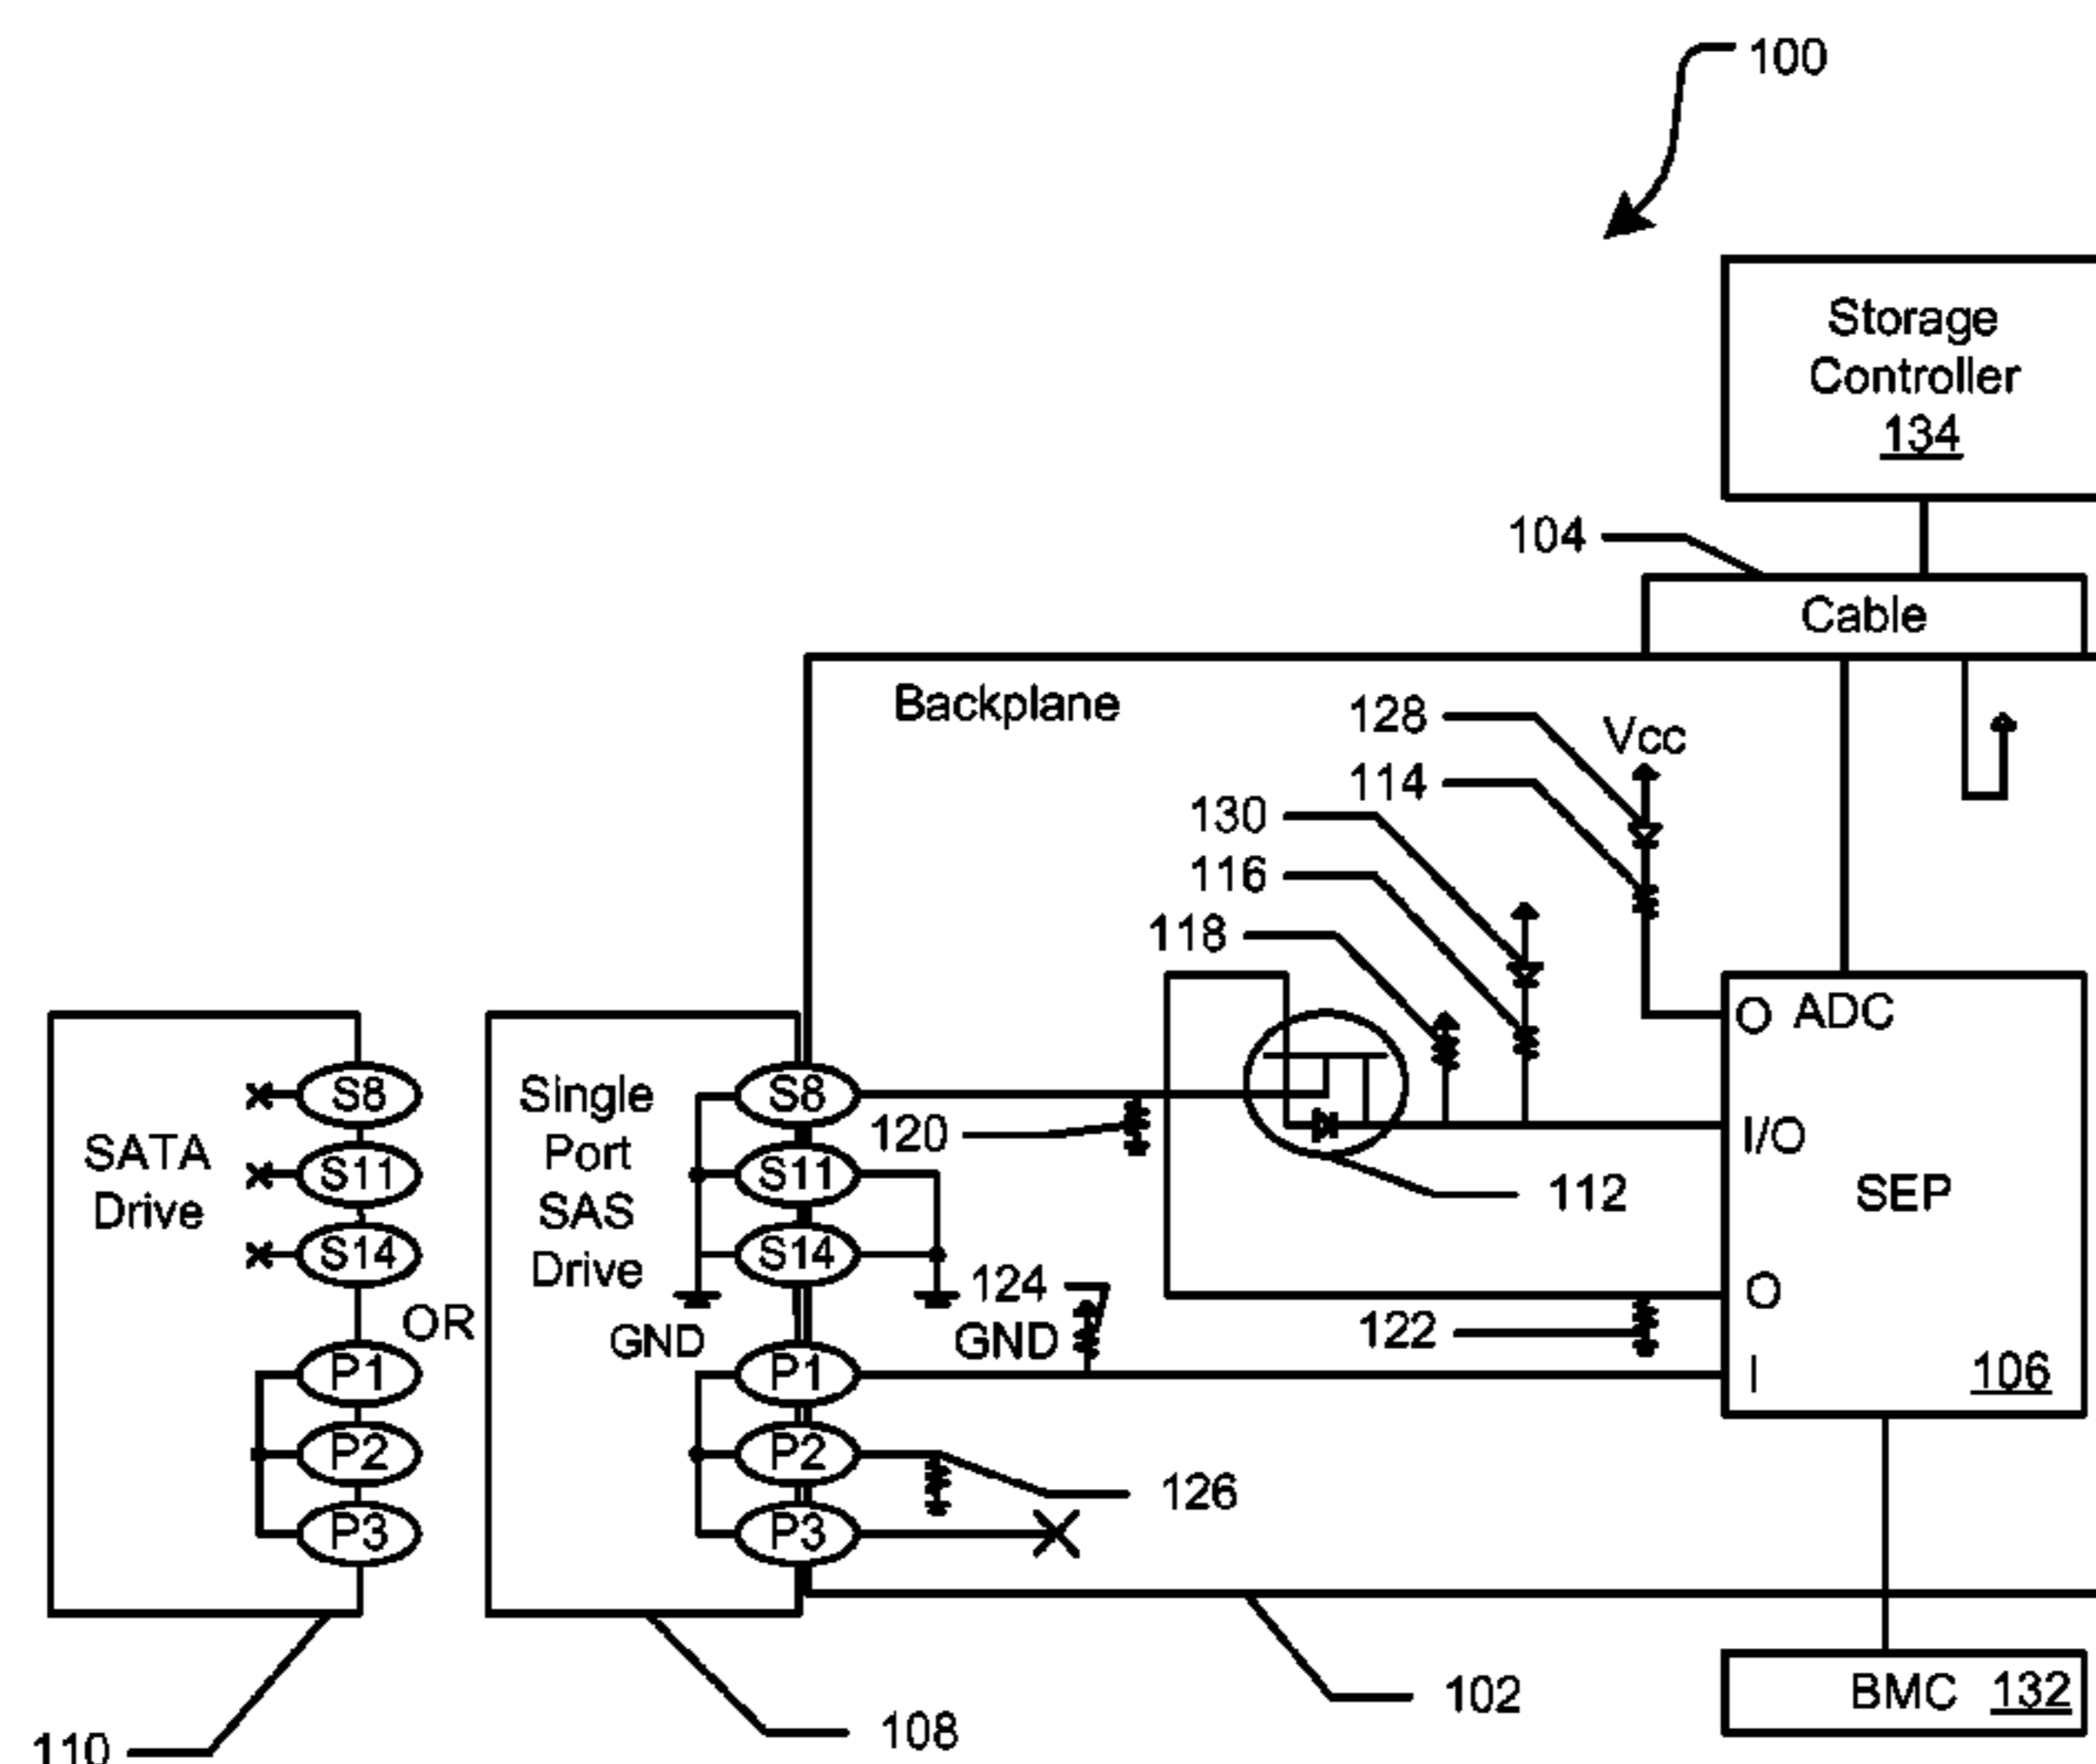 100
Storage
Controller
134
104
Cable
Backplane
128
Vcc
114
130
116
118
O ADC
S8
S11
S14
SATA
Drive
OR
P1
P2
P3
Single
Port
SAS
Drive
S8
S11
S14
GND
P1
P2
P3
120
I/O
112
SEP
124
GND
O
122
I
106
126
BMC 132
102
108
110